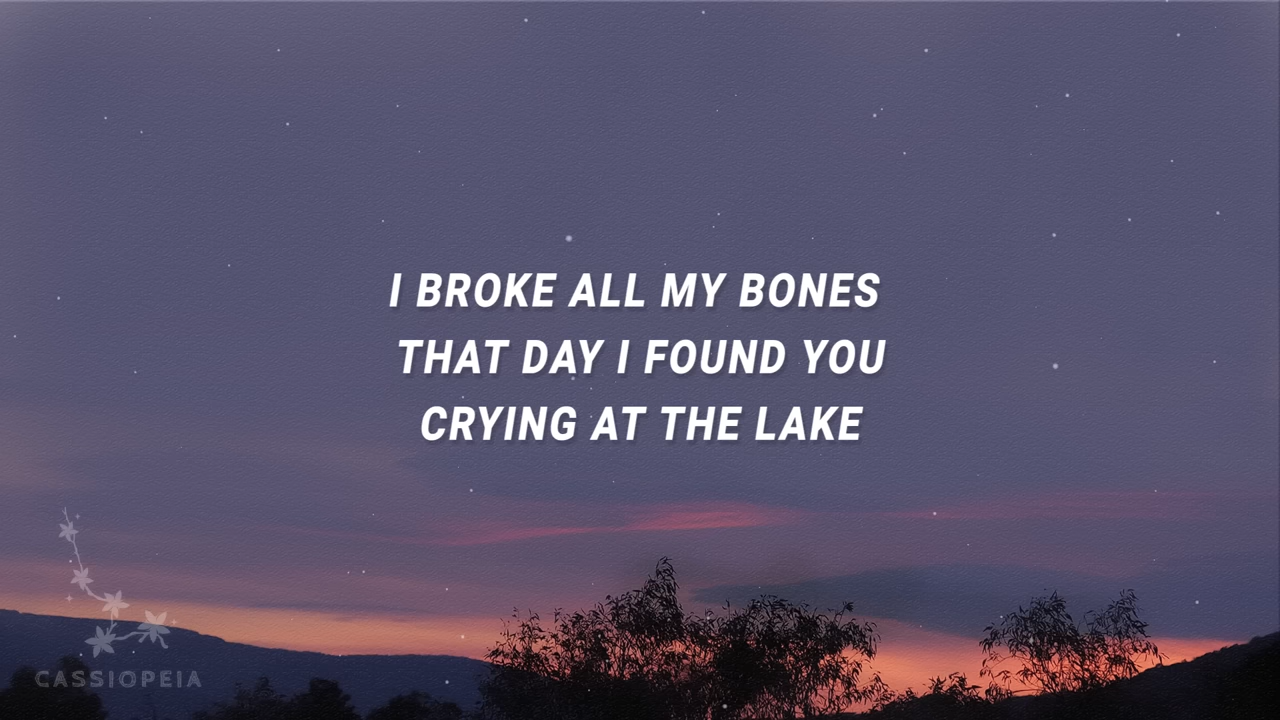 I BROKE ALL MY BONES
THAT DAY I FOUND YOU
CRYING AT THE LAKE
CASSIOPEIA